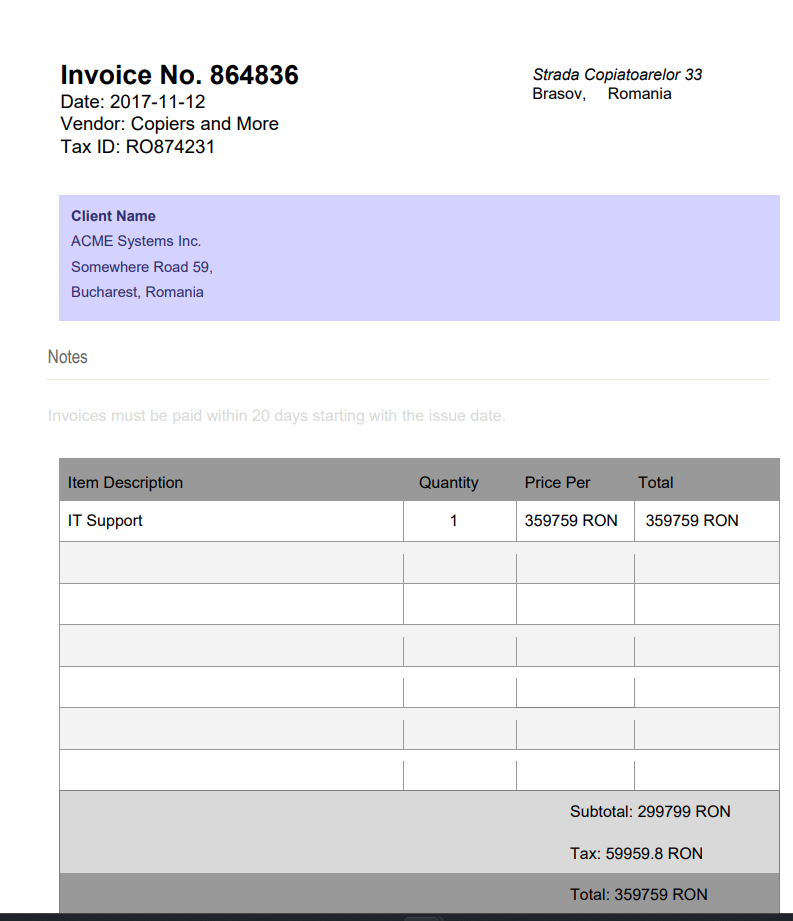 Invoice No. 864836
Date: 2017-11-12
Vendor: Copiers and More
Tax ID: RO874231
Strada Copiatoarelor 33
Brasov, Romania
Client Name
ACME Systems Inc.
Somewhere Road 59,
Bucharest, Romania
Notes
Invoices must be paid within 20 days starting with the issue date.
Item Description Quantity Price Per Total
IT Support 1 359759 RON 359759 RON
Subtotal: 299799 RON
Tax: 59959.8 RON
Total: 359759 RON